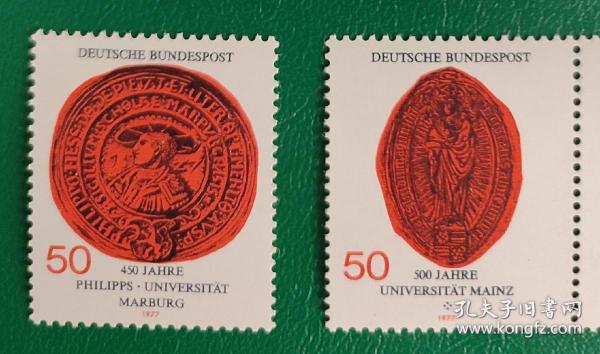 DEUTSCHE BUNDESPOST
50
450 JAHRE
PHILIPPS · UNIVERSITÄT
MARBURG
1977
DEUTSCHE BUNDESPOST
50
500 JAHRE
UNIVERSITÄT MAINZ
1977
孔夫子旧书网
www.kongfz.com